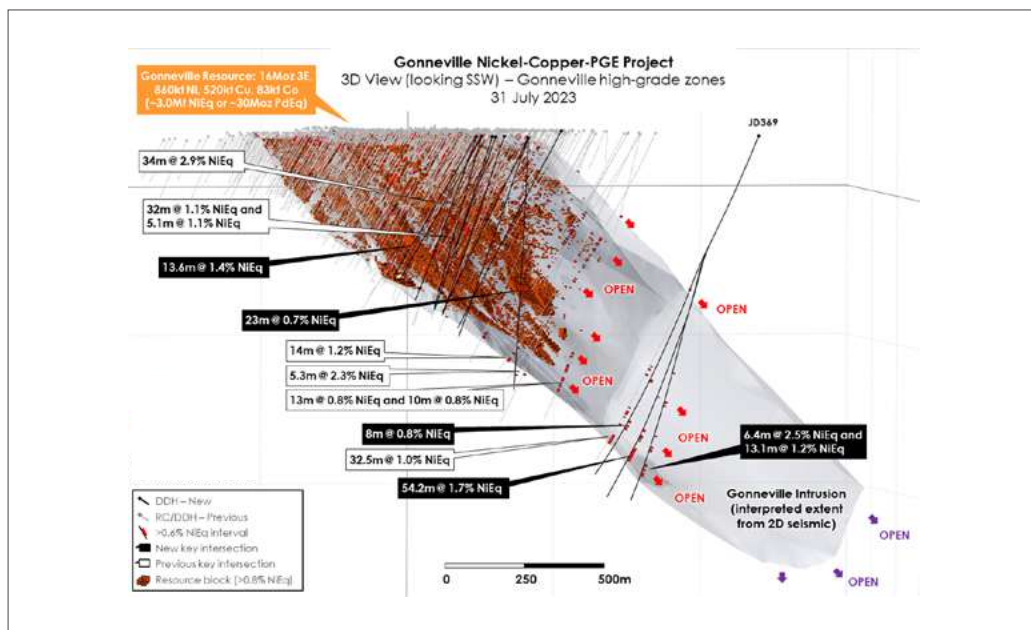 Gonneville Nickel-Copper-PGE Project
3D View (looking SSW) – Gonneville high-grade zones
31 July 2023
Gonneville Resource: 16Moz 3E,
860kt Ni, 520kt Cu, 83kt Co
(~3.0Mt NiEq or ~30Moz PdEq)
JD369
34m @ 2.9% NiEq
32m @ 1.1% NiEq and
5.1m @ 1.1% NiEq
13.6m @ 1.4% NiEq
OPEN
OPEN
23m @ 0.7% NiEq
14m @ 1.2% NiEq
5.3m @ 2.3% NiEq
OPEN
13m @ 0.8% NiEq and 10m @ 0.8% NiEq
8m @ 0.8% NiEq
OPEN
6.4m @ 2.5% NiEq and
13.1m @ 1.2% NiEq
32.5m @ 1.0% NiEq
54.2m @ 1.7% NiEq
OPEN
Gonneville Intrusion
(interpreted extent
from 2D seismic)
OPEN
OPEN
DDH – New
RC/DDH – Previous
>0.6% NiEq interval
New key intersection
Previous key intersection
Resource block (>0.8% NiEq)
0 250 500m